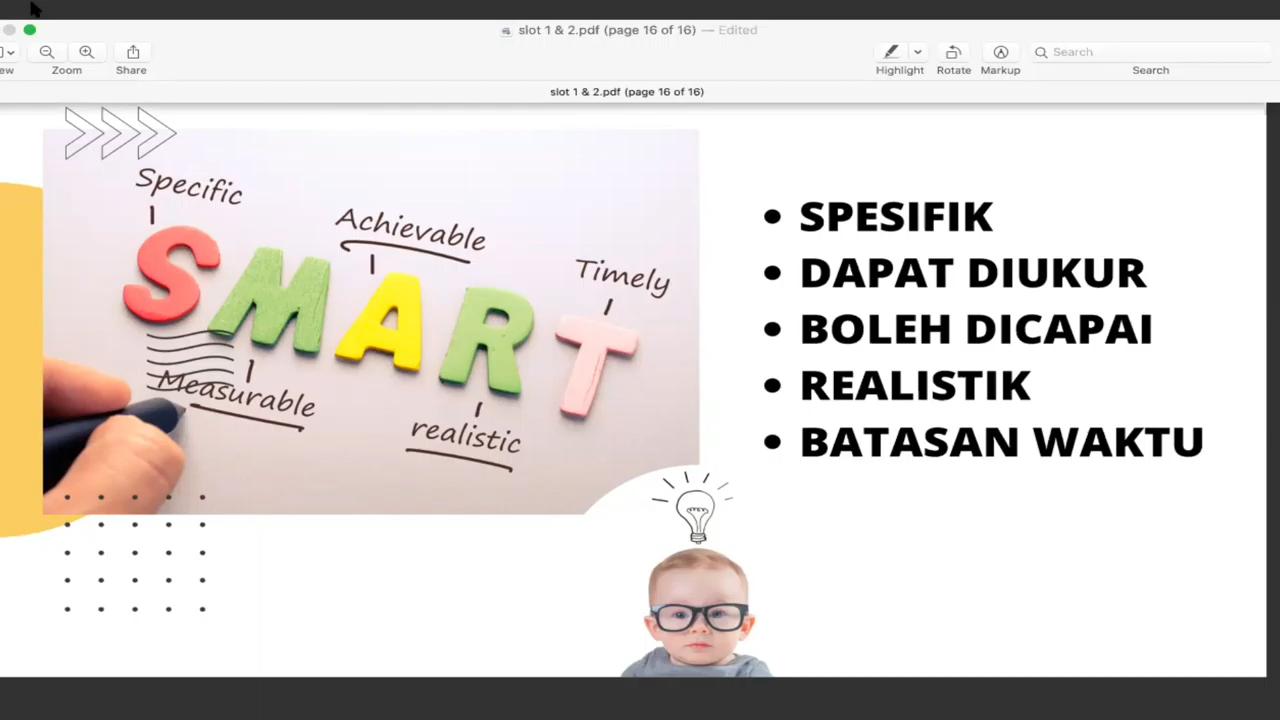 slot 1 & 2.pdf (page 16 of 16) — Edited
ew Zoom Share Highlight Rotate Markup Search Search
slot 1 & 2.pdf (page 16 of 16)
Specific
Achievable
Timely
SMART
Measurable
realistic
• SPESIFIK
• DAPAT DIUKUR
• BOLEH DICAPAI
• REALISTIK
• BATASAN WAKTU